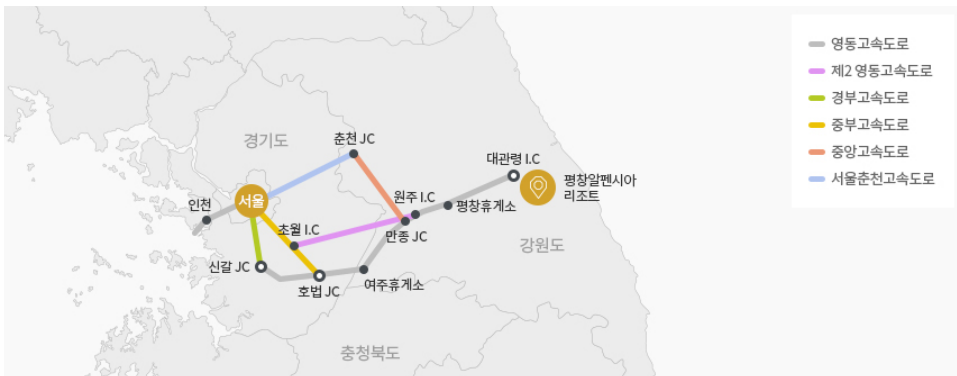 경기도
춘천 JC
대관령 I.C
평창알펜시아
리조트
원주 I.C
평창휴게소
인천
서울
초월 I.C
만종 JC
강원도
신갈 JC
호법 JC
여주휴게소
충청북도
영동고속도로
제2 영동고속도로
경부고속도로
중부고속도로
중앙고속도로
서울춘천고속도로